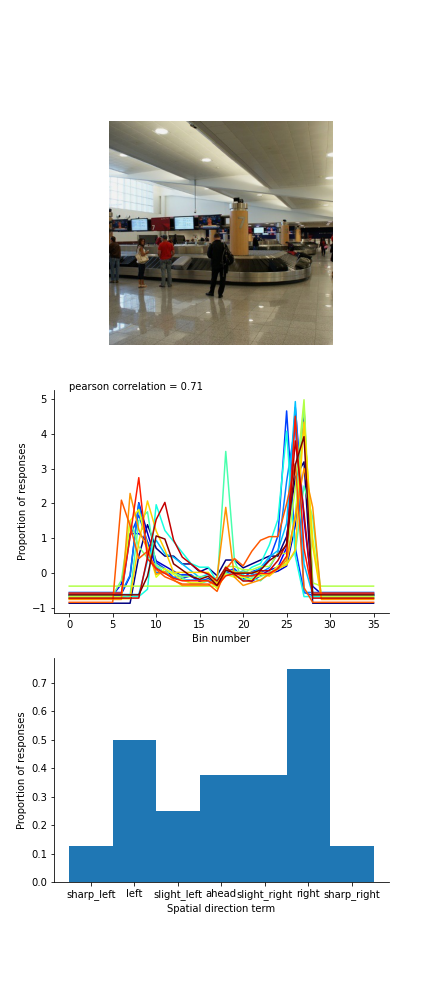 pearson correlation = 0.71
5
4
3
2
1
0
−1
Proportion of responses
0 5 10 15 20 25 30 35
Bin number
0.7
0.6
0.5
0.4
0.3
0.2
0.1
0.0
Proportion of responses
sharp_left left slight_left ahead slight_right right sharp_right
Spatial direction term